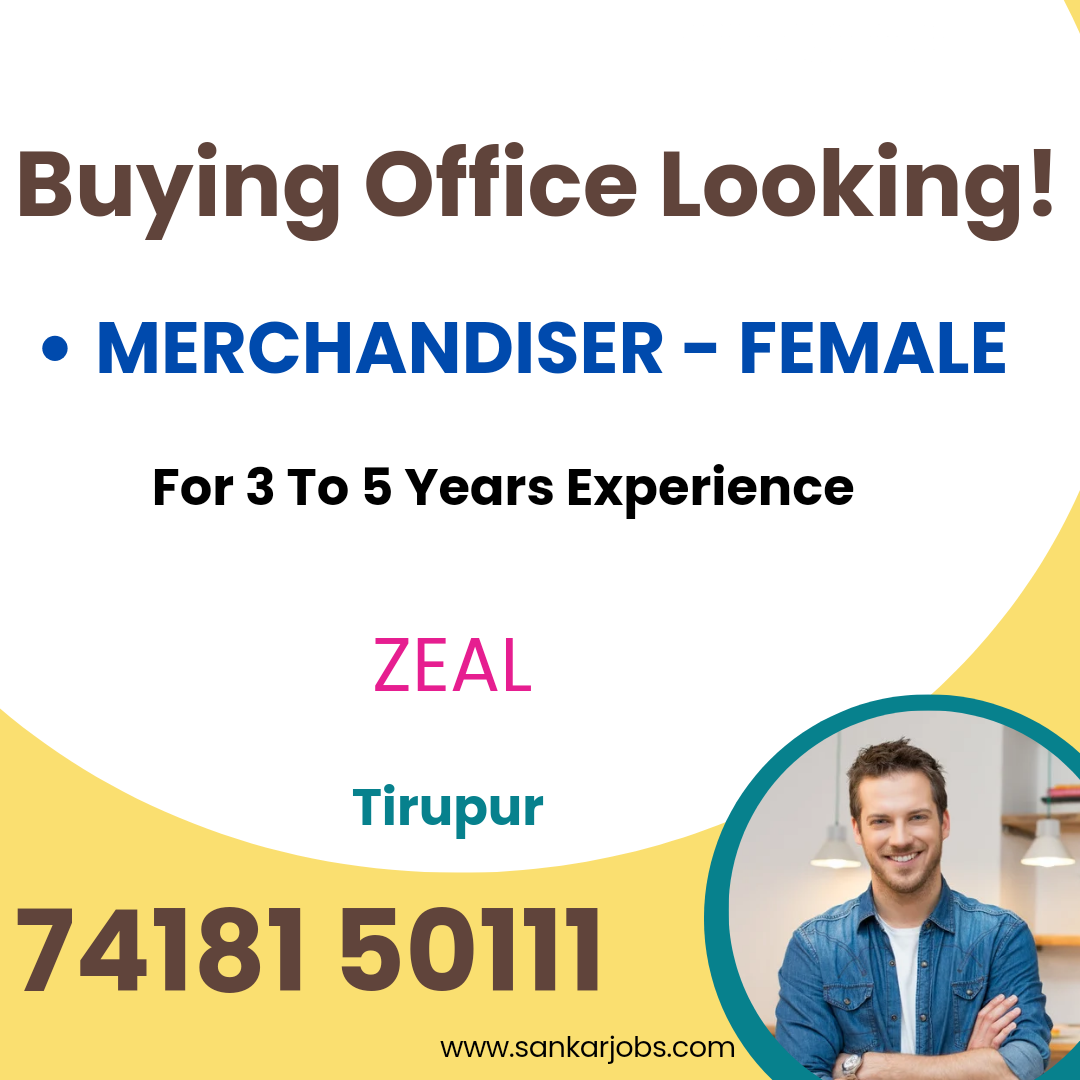 Buying Office Looking!
• MERCHANDISER - FEMALE
For 3 To 5 Years Experience
ZEAL
Tirupur
74181 50111
www.sankarjobs.com